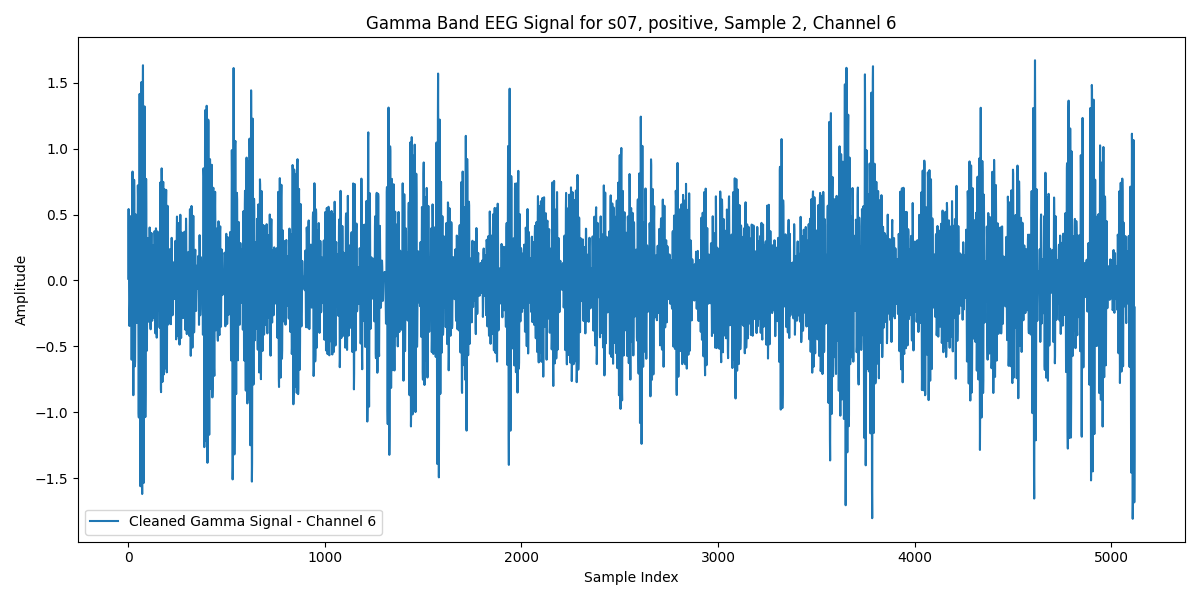 Gamma Band EEG Signal for s07, positive, Sample 2, Channel 6
1.5
1.0
0.5
0.0
−0.5
−1.0
−1.5
Amplitude
Cleaned Gamma Signal - Channel 6
0 1000 2000 3000 4000 5000
Sample Index